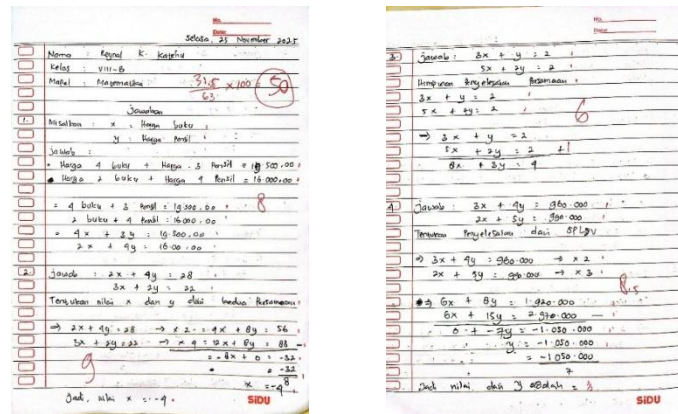 No.
Date:
Selasa, 25 November 2025
Nama : Reynal K.
Kelas : VIII-B
Mapel : Matematika
31,5 x 100 = 50
63
Jawaban
1. Misalkan : x = Harga buku
y = Harga Pensil
Jawab :
• Harga 4 buku + Harga 3 Pensil = 19.500,00
• Harga 2 buku + Harga 4 Pensil = 16.000,00
= 4 buku + 3 Pensil = 19.500,00
2 buku + 4 Pensil = 16.000,00
8
= 4x + 3y = 19.500,00
2x + 4y = 16.00,00
2. Jawab : 2x + 4y = 28
3x + 2y = 22
Tentukan nilai x dan y dari kedua Persamaan
⇒ 2x + 4y = 28 → x 2 = 4x + 8y = 56
3x + 2y = 22 → x 4 = 12x + 8y = 88 -
= -8x + 0 = -32
= -32
8
x = -4
9
Jadi, nilai x = -4.
SiDU
No.
Date:
3. Jawab : 3x + y = 2
5x + 2y = 2
Himpunan Penyelesaian Persamaan
3x + y = 2
5x + 2y = 2
6
⇒ 3x + y = 2
5x + 2y = 2 +
8x + 3y = 4
4. Jawab : 3x + 4y = 960.000
2x + 5y = 990.000
Tentukan Penyelesaian dari SPLDV
⇒ 3x + 4y = 960.000 → x 2
2x + 5y = 990.000 → x 3
8,5
⇒ 6x + 8y = 1.920.000
6x + 15y = 2.970.000 -
0 + -7y = -1.050.000
y = -1.050.000
= -1.050.000
7
Jadi nilai dari y adalah =
SiDU